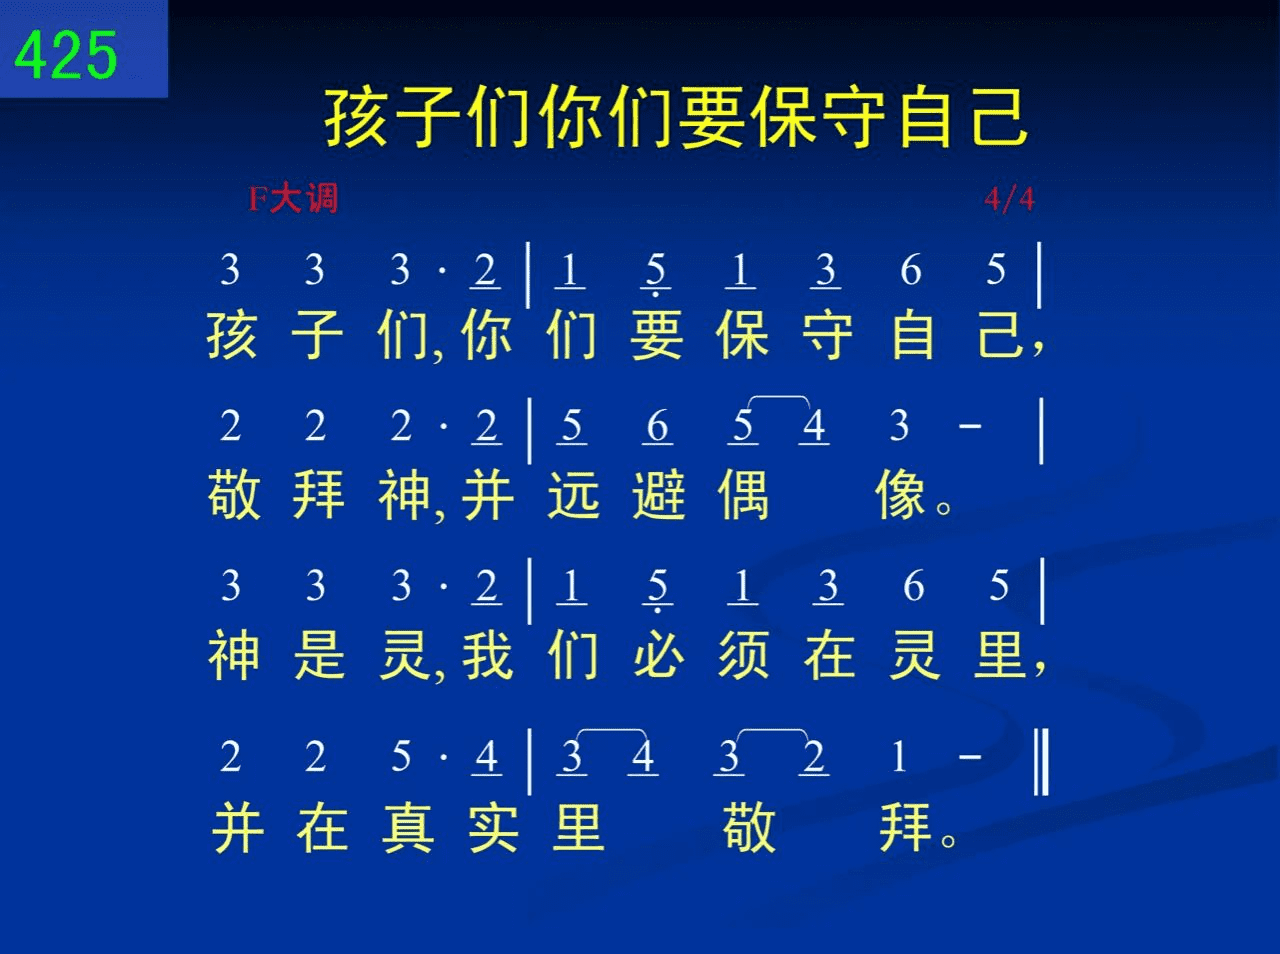 425
孩子们你们要保守自己
F大调 4/4
3 3 3 · 2 | 1 5̣ 1 3 6 5 |
孩 子 们, 你 们 要 保 守 自 己,
2 2 2 · 2 | 5 6 5 4 3 - |
敬 拜 神, 并 远 避 偶 像。
3 3 3 · 2 | 1 5̣ 1 3 6 5 |
神 是 灵, 我 们 必 须 在 灵 里,
2 2 5 · 4 | 3 4 3 2 1 - ‖
并 在 真 实 里 敬 拜。